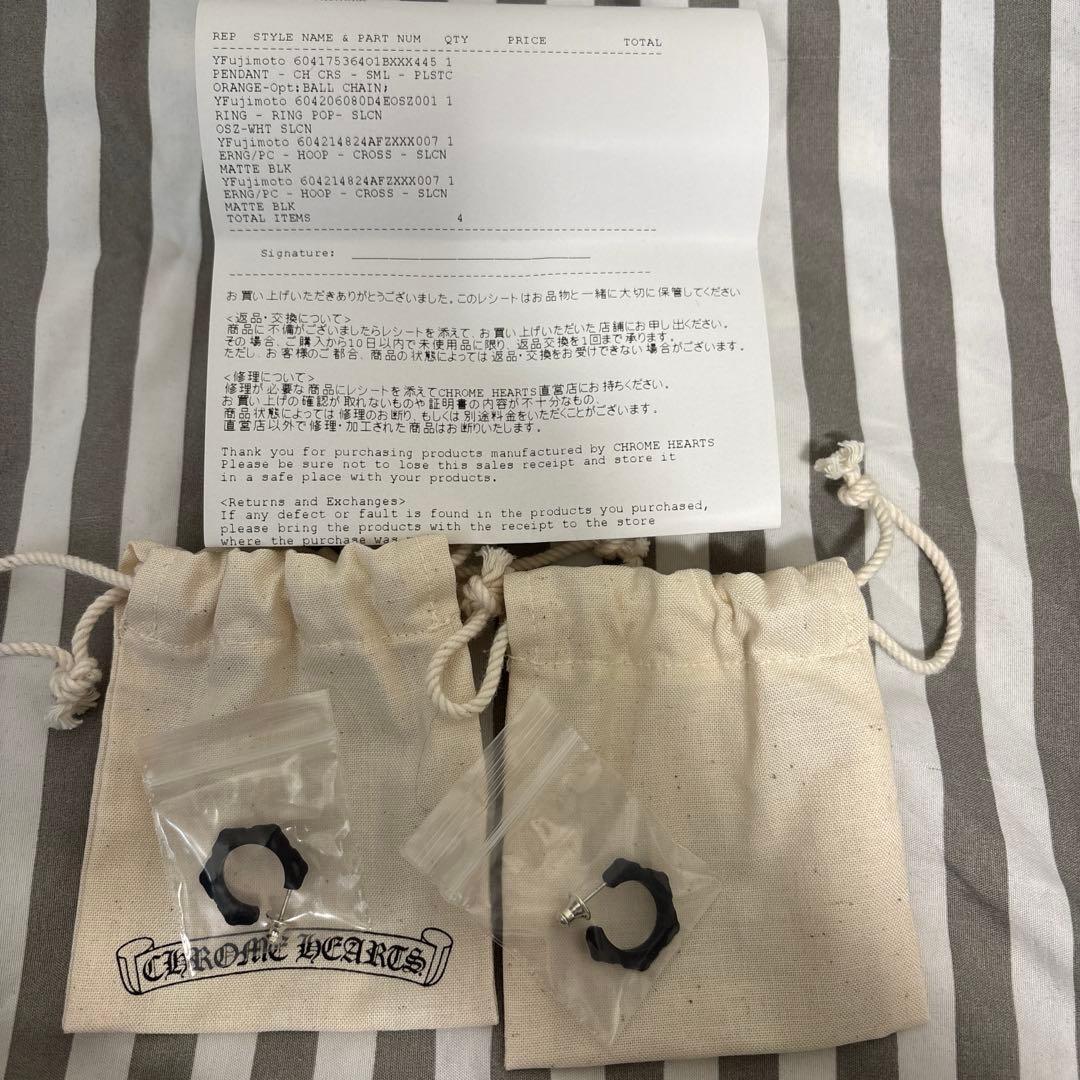 REP STYLE NAME & PART NUM QTY PRICE TOTAL
YFujimoto 604175364O1BXXX445 1
PENDANT - CH CRS - SML - PLSTC
ORANGE-Opt:BALL CHAIN;
YFujimoto 604206080D4EOSZ001 1
RING - RING POP- SLCN
OSZ-WHT SLCN
YFujimoto 604214824AFZXXX007 1
ERNG/PC - HOOP - CROSS - SLCN
MATTE BLK
YFujimoto 604214824AFZXXX007 1
ERNG/PC - HOOP - CROSS - SLCN
MATTE BLK
TOTAL ITEMS 4
Signature:
お買い上げいただきありがとうございました。このレシートはお品物と一緒に大切に保管してください
<返品・交換について>
商品に不備がございましたらレシートを添えて、お買い上げいただいた店舗にお申し出ください。
その場合、ご購入から10日以内で未使用品に限り、返品交換を1回まで承ります。
ただし、お客様のご都合、商品の状態によっては返品・交換をお受けできない場合がございます。
<修理について>
修理が必要な商品にレシートを添えてCHROME HEARTS直営店にお持ちください。
お買い上げの確認が取れないものや証明書の内容が不十分なもの、
商品状態によっては修理のお断り、もしくは別途料金をいただくことがございます。
直営店以外で修理・加工された商品はお断りいたします。
Thank you for purchasing products manufactured by CHROME HEARTS
Please be sure not to lose this sales receipt and store it
in a safe place with your products.
<Returns and Exchanges>
If any defect or fault is found in the products you purchased,
please bring the products with the receipt to the store
where the purchase was
CHROME HEARTS